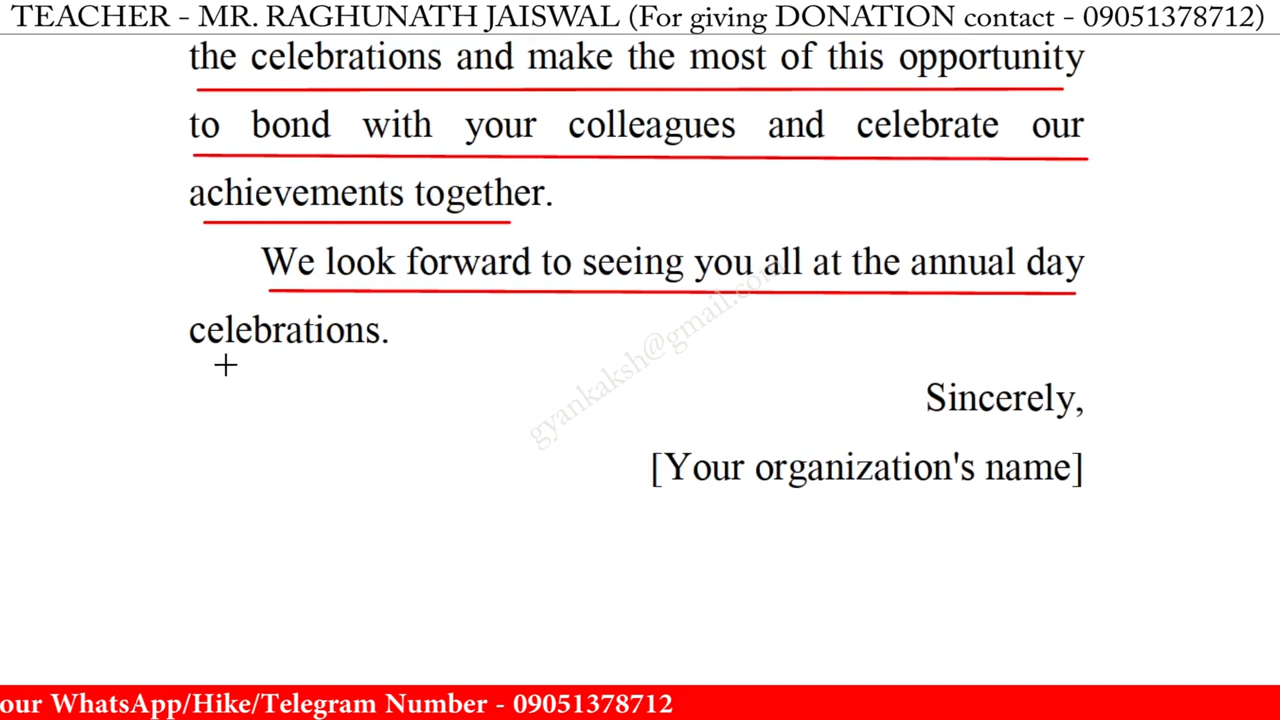 TEACHER - MR. RAGHUNATH JAISWAL (For giving DONATION contact - 09051378712)
the celebrations and make the most of this opportunity
to bond with your colleagues and celebrate our
achievements together.
We look forward to seeing you all at the annual day
celebrations.
gyankaksh@gmail.com
Sincerely,
[Your organization's name]
our WhatsApp/Hike/Telegram Number - 09051378712